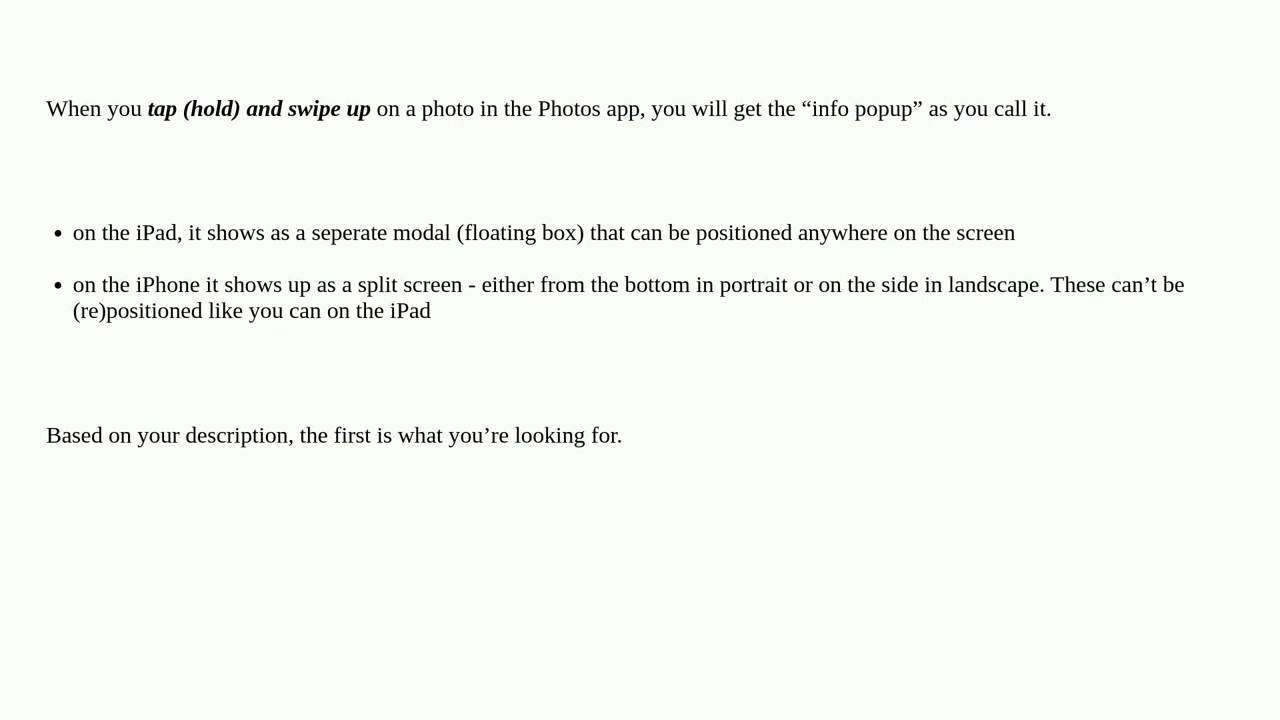 When you tap (hold) and swipe up on a photo in the Photos app, you will get the “info popup” as you call it.
• on the iPad, it shows as a seperate modal (floating box) that can be positioned anywhere on the screen
• on the iPhone it shows up as a split screen - either from the bottom in portrait or on the side in landscape. These can’t be
(re)positioned like you can on the iPad
Based on your description, the first is what you’re looking for.